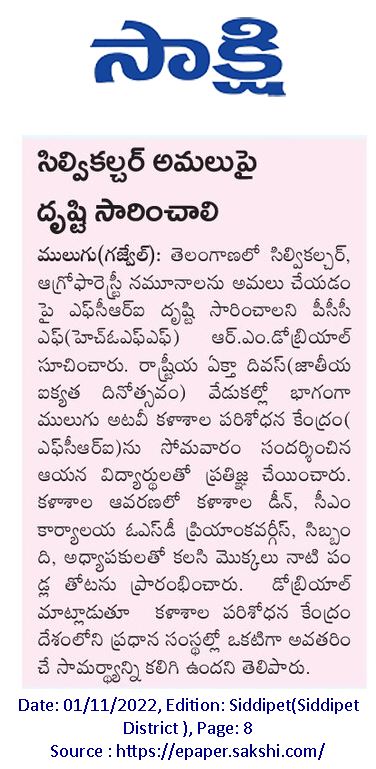 సాక్షి
సిల్వికల్చర్ అమలుపై
దృష్టి సారించాలి
ములుగు(గజ్వేల్): తెలంగాణలో సిల్వికల్చర్,
ఆగ్రోఫారెస్ట్రీ నమూనాలను అమలు చేయడం
పై ఎఫ్‌సీఆర్‌ఐ దృష్టి సారించాలని పీసీసీ
ఎఫ్(హెచ్ఓఎఫ్ఎఫ్) ఆర్.ఎం.డోబ్రియాల్
సూచించారు. రాష్ట్రీయ ఏక్తా దివస్(జాతీయ
ఐక్యత దినోత్సవం) వేడుకల్లో భాగంగా
ములుగు అటవీ కళాశాల పరిశోధన కేంద్రం(
ఎఫ్‌సీఆర్‌ఐ)ను సోమవారం సందర్శించిన
ఆయన విద్యార్థులతో ప్రతిజ్ఞ చేయించారు.
కళాశాల ఆవరణలో కళాశాల డీన్, సీఎం
కార్యాలయ ఓఎస్‌డీ ప్రియాంకవర్గీస్, సిబ్బం
ది, అధ్యాపకులతో కలసి మొక్కలు నాటి పం
డ్ల తోటను ప్రారంభించారు. డోబ్రియాల్
మాట్లాడుతూ కళాశాల పరిశోధన కేంద్రం
దేశంలోని ప్రధాన సంస్థల్లో ఒకటిగా అవతరిం
చే సామర్థ్యాన్ని కలిగి ఉందని తెలిపారు.
Date: 01/11/2022, Edition: Siddipet(Siddipet
District ), Page: 8
Source : https://epaper.sakshi.com/